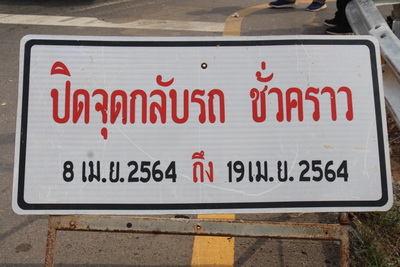 ปิดจุดกลับรถ ชั่วคราว
8 เม.ย. 2564 ถึง 19 เม.ย. 2564